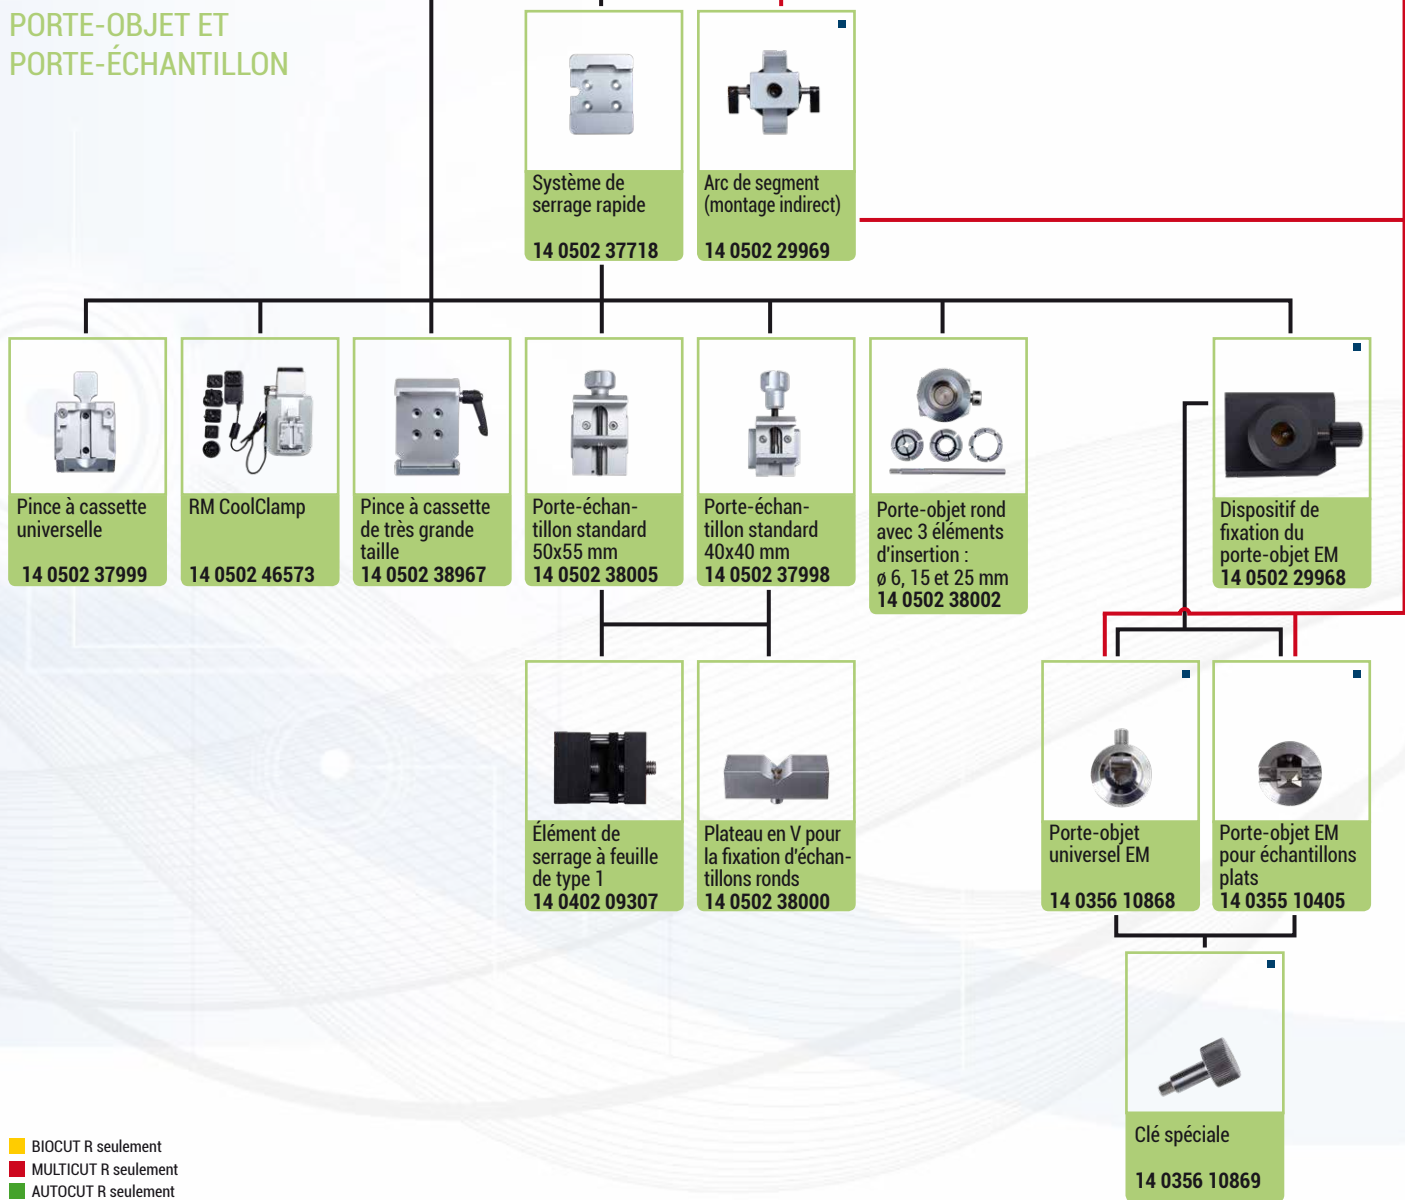 PORTE-OBJET ET
PORTE-ÉCHANTILLON
Système de
serrage rapide
14 0502 37718
Arc de segment
(montage indirect)
14 0502 29969
Pince à cassette
universelle
14 0502 37999
RM CoolClamp
14 0502 46573
Pince à cassette
de très grande
taille
14 0502 38967
Porte-échan-
tillon standard
50x55 mm
14 0502 38005
Porte-échan-
tillon standard
40x40 mm
14 0502 37998
Porte-objet rond
avec 3 éléments
d'insertion :
ø 6, 15 et 25 mm
14 0502 38002
Dispositif de
fixation du
porte-objet EM
14 0502 29968
Élément de
serrage à feuille
de type 1
14 0402 09307
Plateau en V pour
la fixation d'échan-
tillons ronds
14 0502 38000
Porte-objet
universel EM
14 0356 10868
Porte-objet EM
pour échantillons
plats
14 0355 10405
Clé spéciale
14 0356 10869
BIOCUT R seulement
MULTICUT R seulement
AUTOCUT R seulement